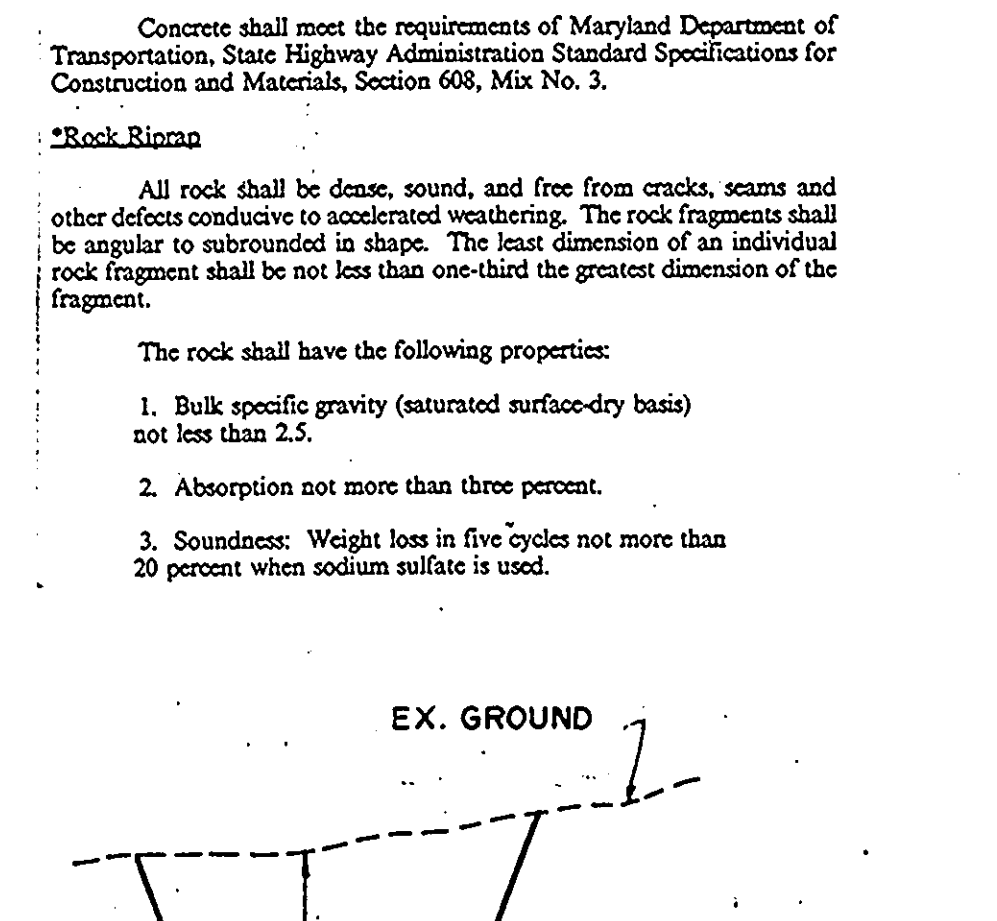 Concrete shall meet the requirements of Maryland Department of
Transportation, State Highway Administration Standard Specifications for
Construction and Materials, Section 608, Mix No. 3.
*Rock Riprap
All rock shall be dense, sound, and free from cracks, seams and
other defects conducive to accelerated weathering. The rock fragments shall
be angular to subrounded in shape. The least dimension of an individual
rock fragment shall be not less than one-third the greatest dimension of the
fragment.
The rock shall have the following properties:
1. Bulk specific gravity (saturated surface-dry basis)
not less than 2.5.
2. Absorption not more than three percent.
3. Soundness: Weight loss in five cycles not more than
20 percent when sodium sulfate is used.
EX. GROUND